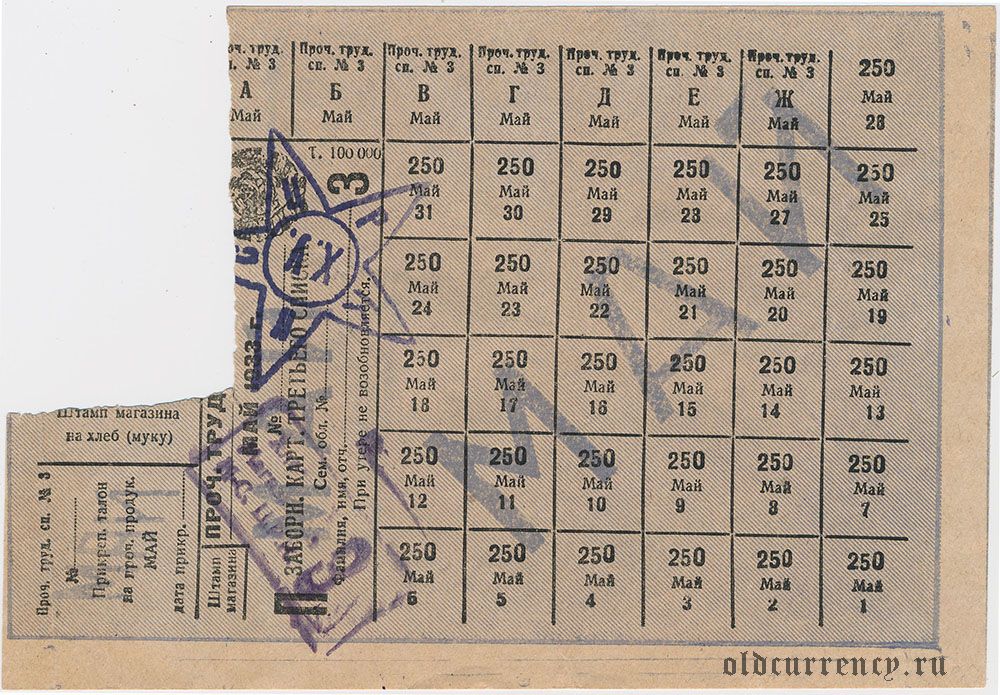 Проч. труд. Проч. труд. Проч. труд. Проч. труд. Проч. труд. Проч. труд. 250
сп. № 3 сп. № 3 сп. № 3 сп. № 3 сп. № 3 сп. № 3 Май
А Б В Г Д Е Ж 28
Май Май Май Май Май Май Май
Т. 100 000
3
250 250 250 250 250 250
Май Май Май Май Май Май
31 30 29 28 27 25
250 250 250 250 250 250
Май Май Май Май Май Май
24 23 22 21 20 19
250 250 250 250 250 250
Май Май Май Май Май Май
18 17 16 15 14 13
250 250 250 250 250 250
Май Май Май Май Май Май
12 11 10 9 8 7
250 250 250 250 250 250
Май Май Май Май Май Май
6 5 4 3 2 1
МАЙ
Штамп магазина
на хлеб (муку)
Проч. труд. сп. № 3
№
Прикреп. талон
на проч. продук.
МАЙ
дата прикр.
Штамп
магазина
ПРОЧ. ТРУД
МАЙ 1933 г.
№
П ЗАБОРН. КАРТ. ТРЕТЬЕГО СПИСКА
Сем. обл. №
Фамилия, имя, отч.
При утере не возобновляется.
oldcurrency.ru